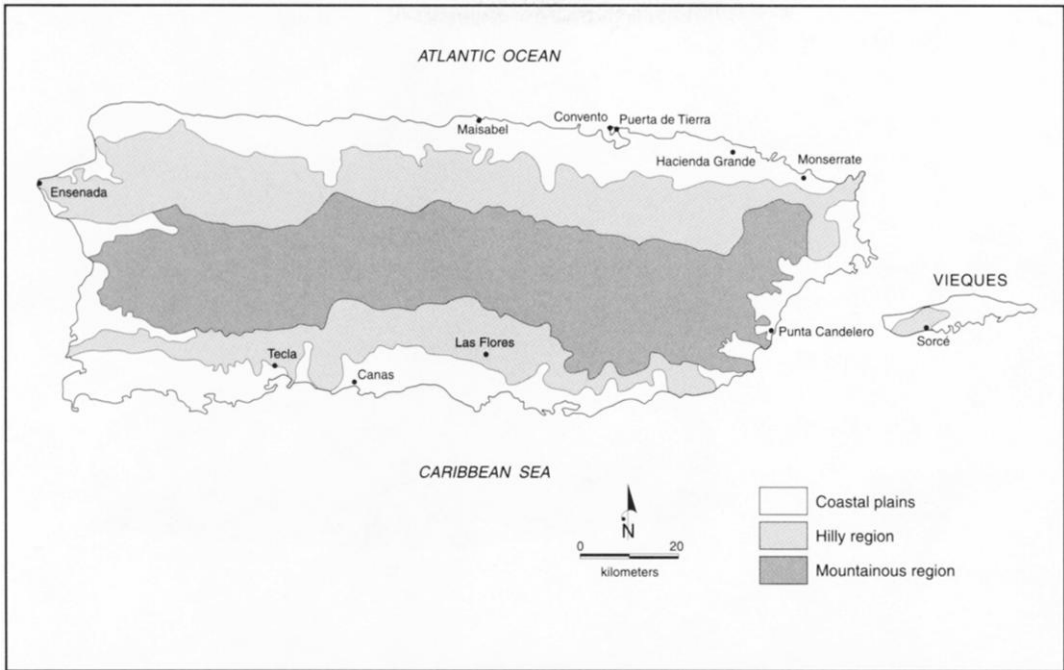 ATLANTIC OCEAN
Maisabel
Convento
Puerta de Tierra
Hacienda Grande
Monserrate
Ensenada
VIEQUES
Punta Candelero
Sorcé
Las Flores
Tecla
Canas
CARIBBEAN SEA
N
0 20
kilometers
Coastal plains
Hilly region
Mountainous region